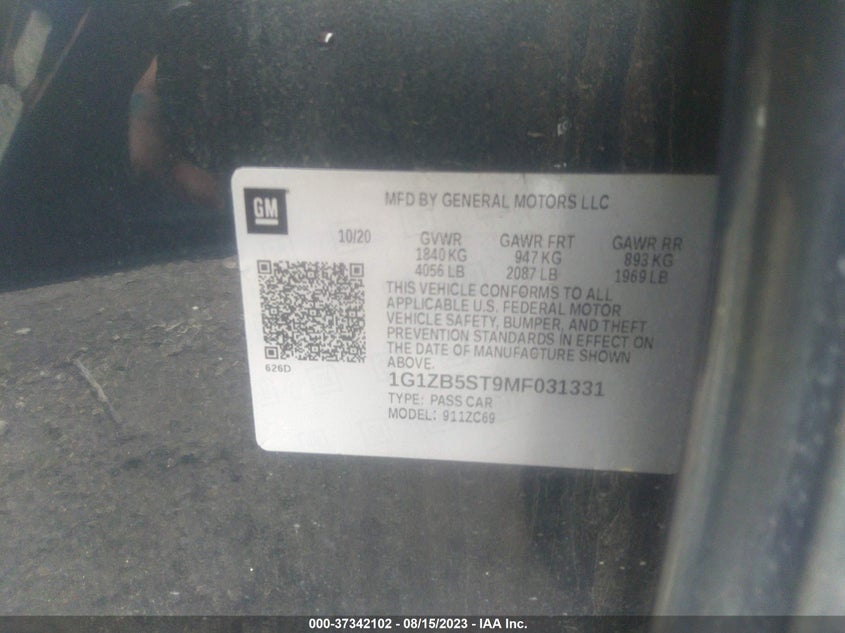 GM
MFD BY GENERAL MOTORS LLC
10/20 GVWR GAWR FRT GAWR RR
1840 KG 947 KG 893 KG
4056 LB 2087 LB 1969 LB
THIS VEHICLE CONFORMS TO ALL
APPLICABLE U.S. FEDERAL MOTOR
VEHICLE SAFETY, BUMPER, AND THEFT
PREVENTION STANDARDS IN EFFECT ON
THE DATE OF MANUFACTURE SHOWN
ABOVE.
626D
1G1ZB5ST9MF031331
TYPE: PASS CAR
MODEL: 911ZC69
000-37342102 - 08/15/2023 - IAA Inc.